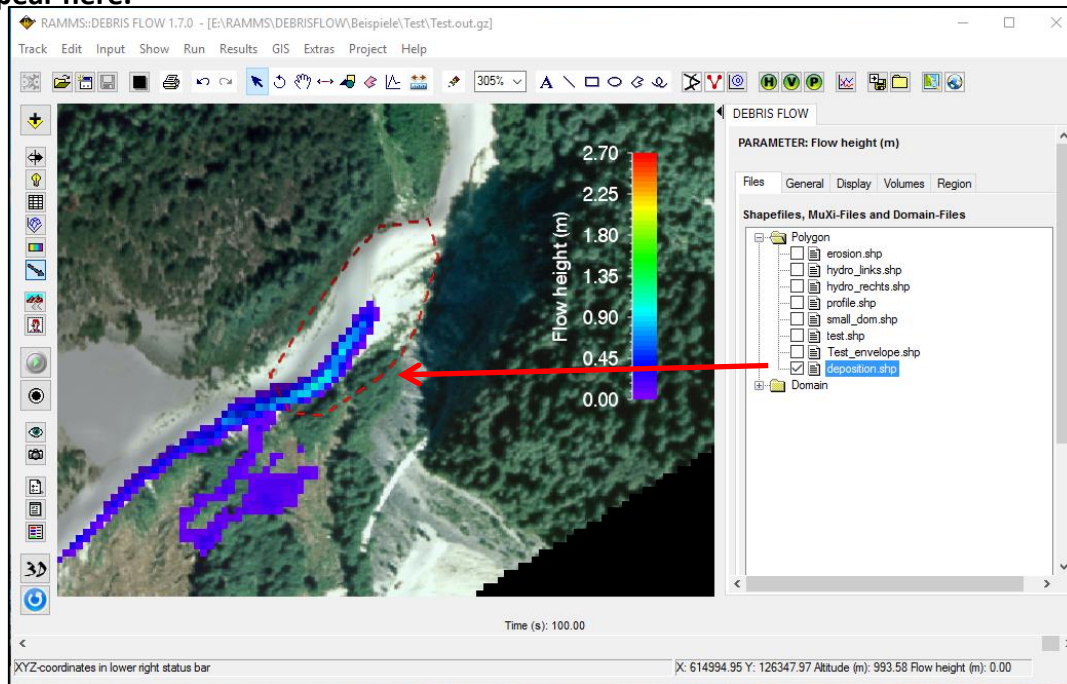 pear here.
RAMMS::DEBRIS FLOW 1.7.0 - [E:\RAMMS\DEBRISFLOW\Beispiele\Test\Test.out.gz]
Track Edit Input Show Run Results GIS Extras Project Help
305% A H V P
DEBRIS FLOW
PARAMETER: Flow height (m)
Files General Display Volumes Region
Shapefiles, MuXi-Files and Domain-Files
Polygon
erosion.shp
hydro_links.shp
hydro_rechts.shp
profile.shp
small_dom.shp
test.shp
Test_envelope.shp
deposition.shp
Domain
Flow height (m)
2.70
2.25
1.80
1.35
0.90
0.45
0.00
3D
Time (s): 100.00
XYZ-coordinates in lower right status bar
X: 614994.95 Y: 126347.97 Altitude (m): 993.58 Flow height (m): 0.00